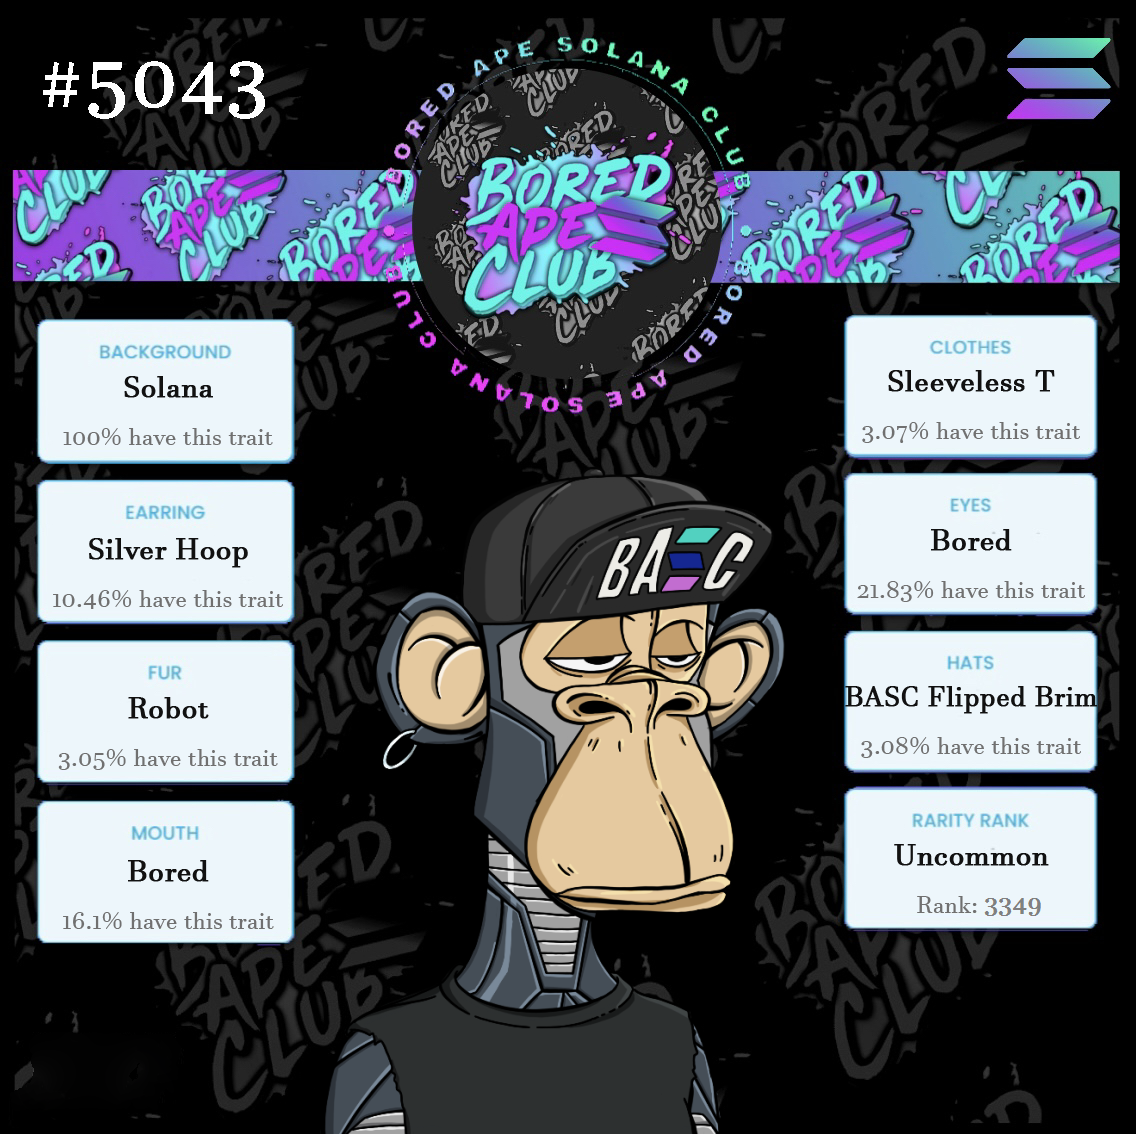 #5043
BORED APE SOLANA CLUB
BORED APE SOLANA CLUB
BORED
APE
CLUB
BACKGROUND
Solana
100% have this trait
EARRING
Silver Hoop
10.46% have this trait
FUR
Robot
3.05% have this trait
MOUTH
Bored
16.1% have this trait
CLOTHES
Sleeveless T
3.07% have this trait
EYES
Bored
21.83% have this trait
HATS
BASC Flipped Brim
3.08% have this trait
RARITY RANK
Uncommon
Rank: 3349
BASC